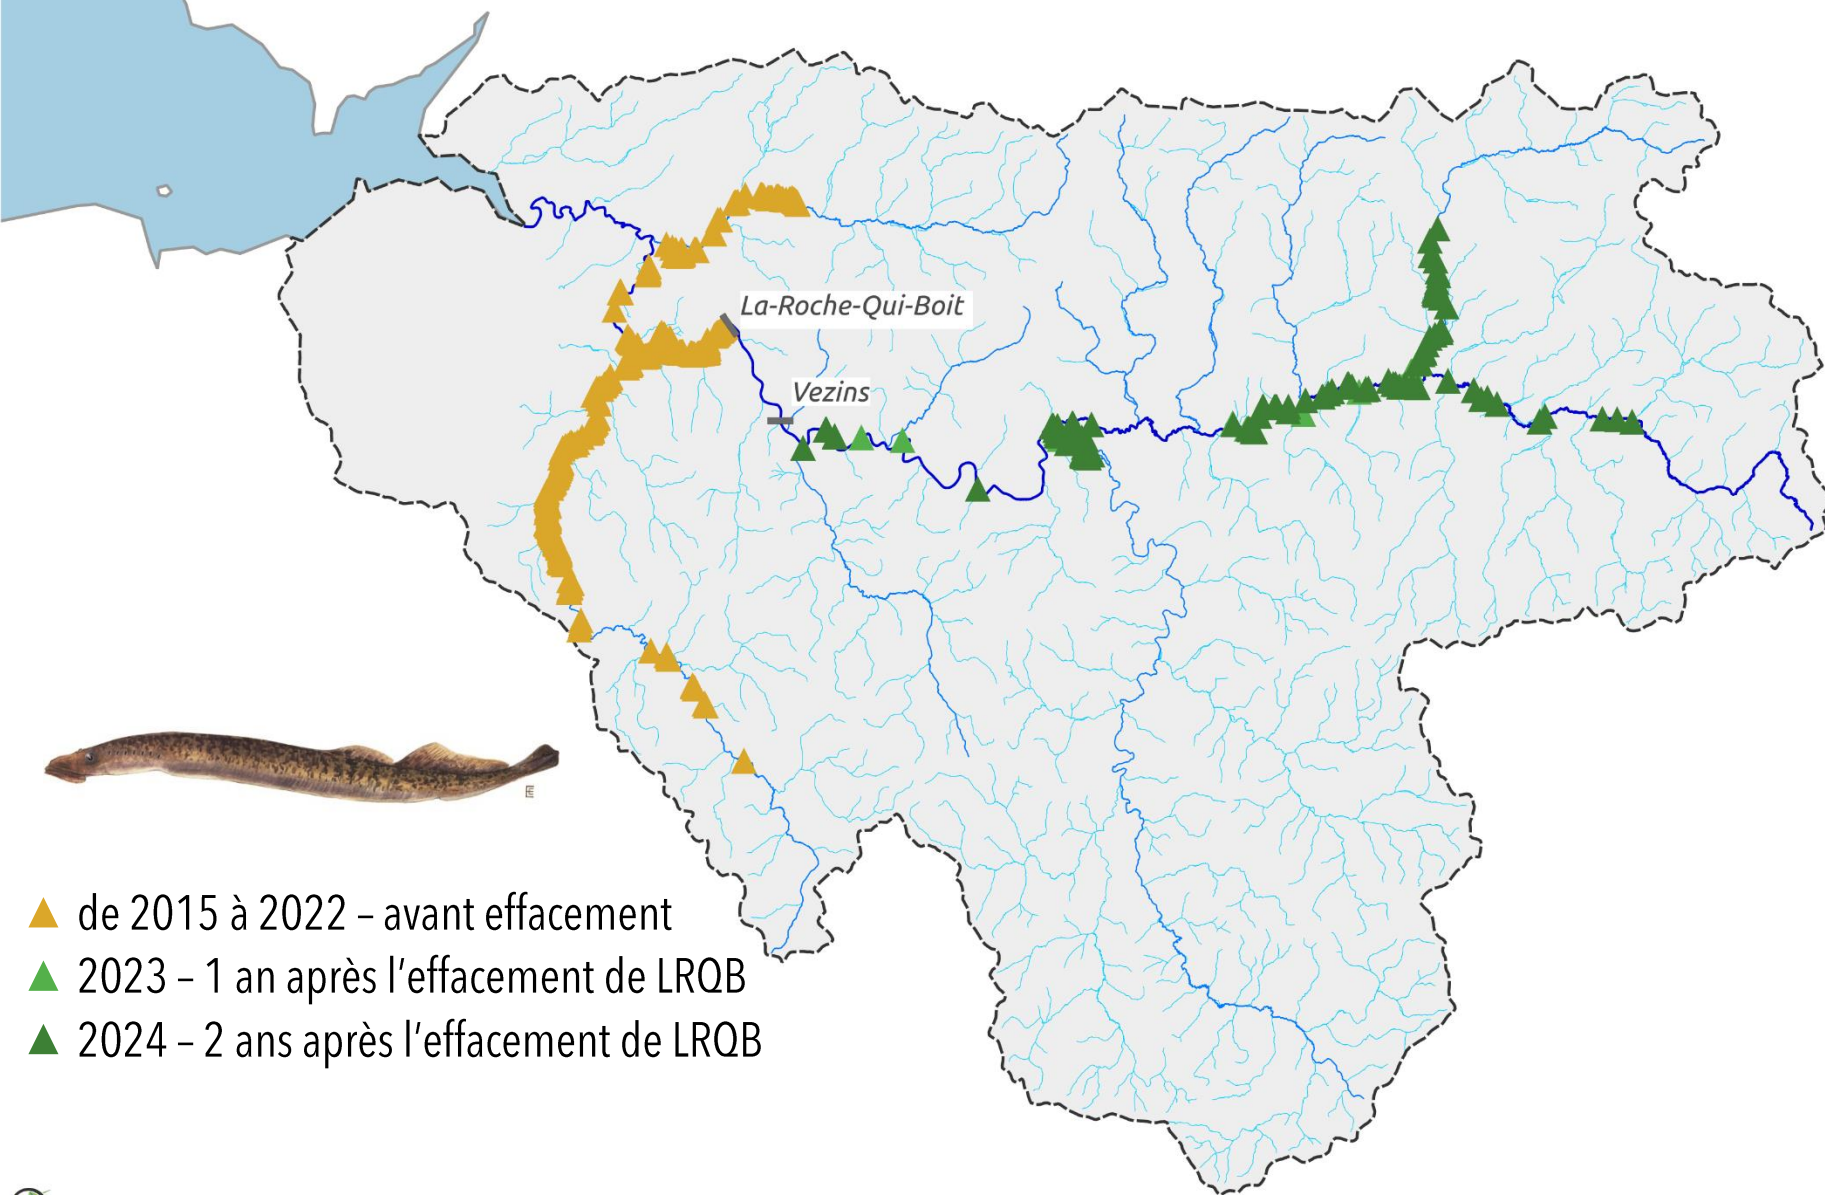 La-Roche-Qui-Boit
Vezins
de 2015 à 2022 – avant effacement
2023 – 1 an après l'effacement de LRQB
2024 – 2 ans après l'effacement de LRQB